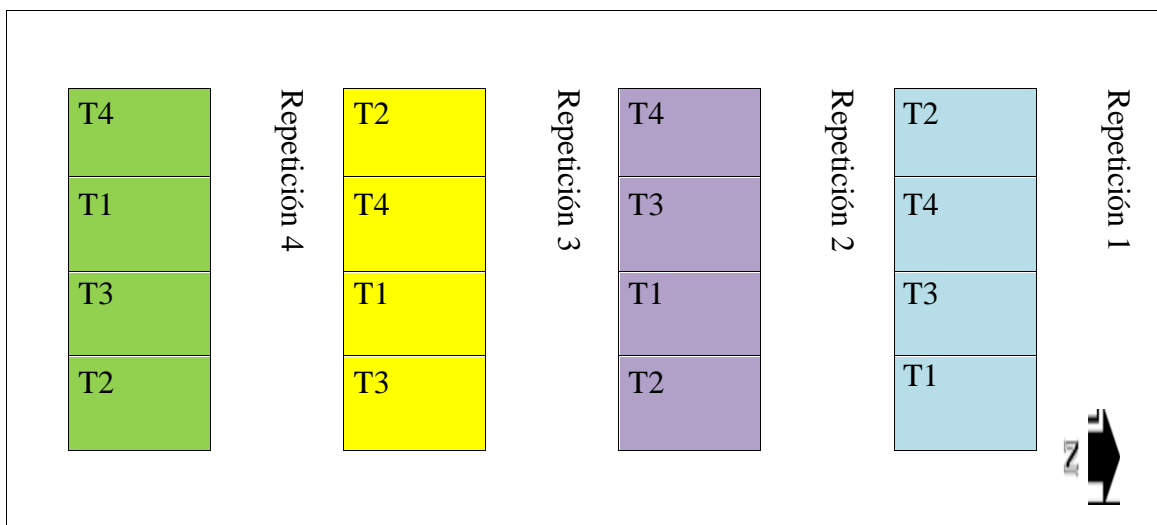 T4
T1
T3
T2
Repetición 4
T2
T4
T1
T3
Repetición 3
T4
T3
T1
T2
Repetición 2
T2
T4
T3
T1
Repetición 1
N